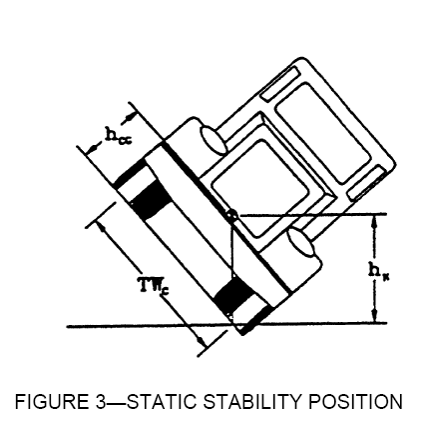 hcc
hx
TWc
FIGURE 3—STATIC STABILITY POSITION